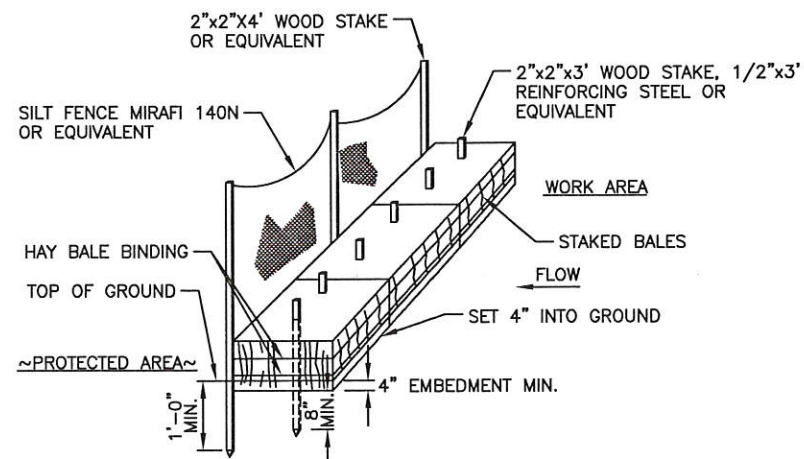 2"x2"X4' WOOD STAKE
OR EQUIVALENT
2"x2"x3' WOOD STAKE, 1/2"x3'
REINFORCING STEEL OR
EQUIVALENT
SILT FENCE MIRAFI 140N
OR EQUIVALENT
WORK AREA
STAKED BALES
HAY BALE BINDING
FLOW
TOP OF GROUND
SET 4" INTO GROUND
~PROTECTED AREA~
4" EMBEDMENT MIN.
1'-0"
MIN.
8"
MIN.